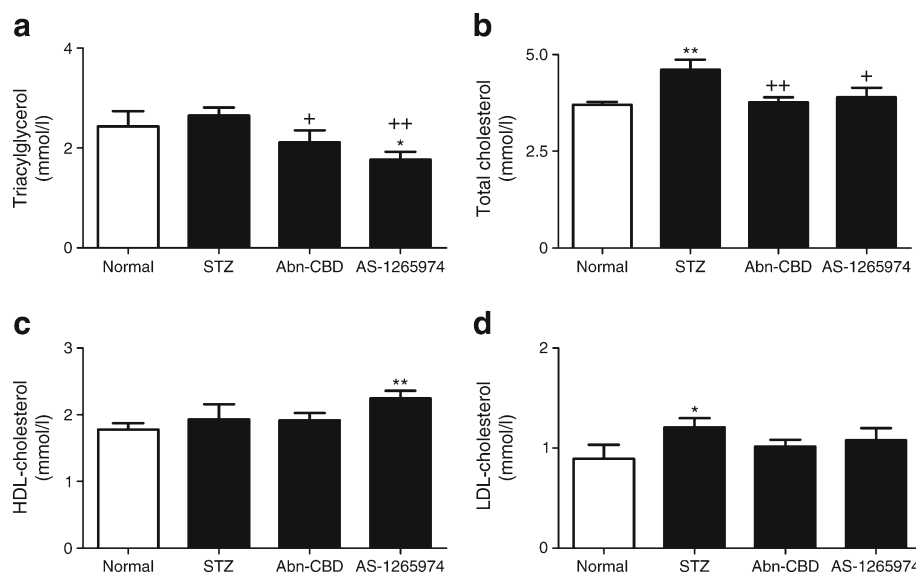 a
4
2
0
Triacylglycerol
(mmol/l)
+
++
*
Normal STZ Abn-CBD AS-1265974
b
5.0
2.5
0
Total cholesterol
(mmol/l)
**
++
+
Normal STZ Abn-CBD AS-1265974
c
3
2
1
0
HDL-cholesterol
(mmol/l)
**
Normal STZ Abn-CBD AS-1265974
d
2
1
0
LDL-cholesterol
(mmol/l)
*
Normal STZ Abn-CBD AS-1265974